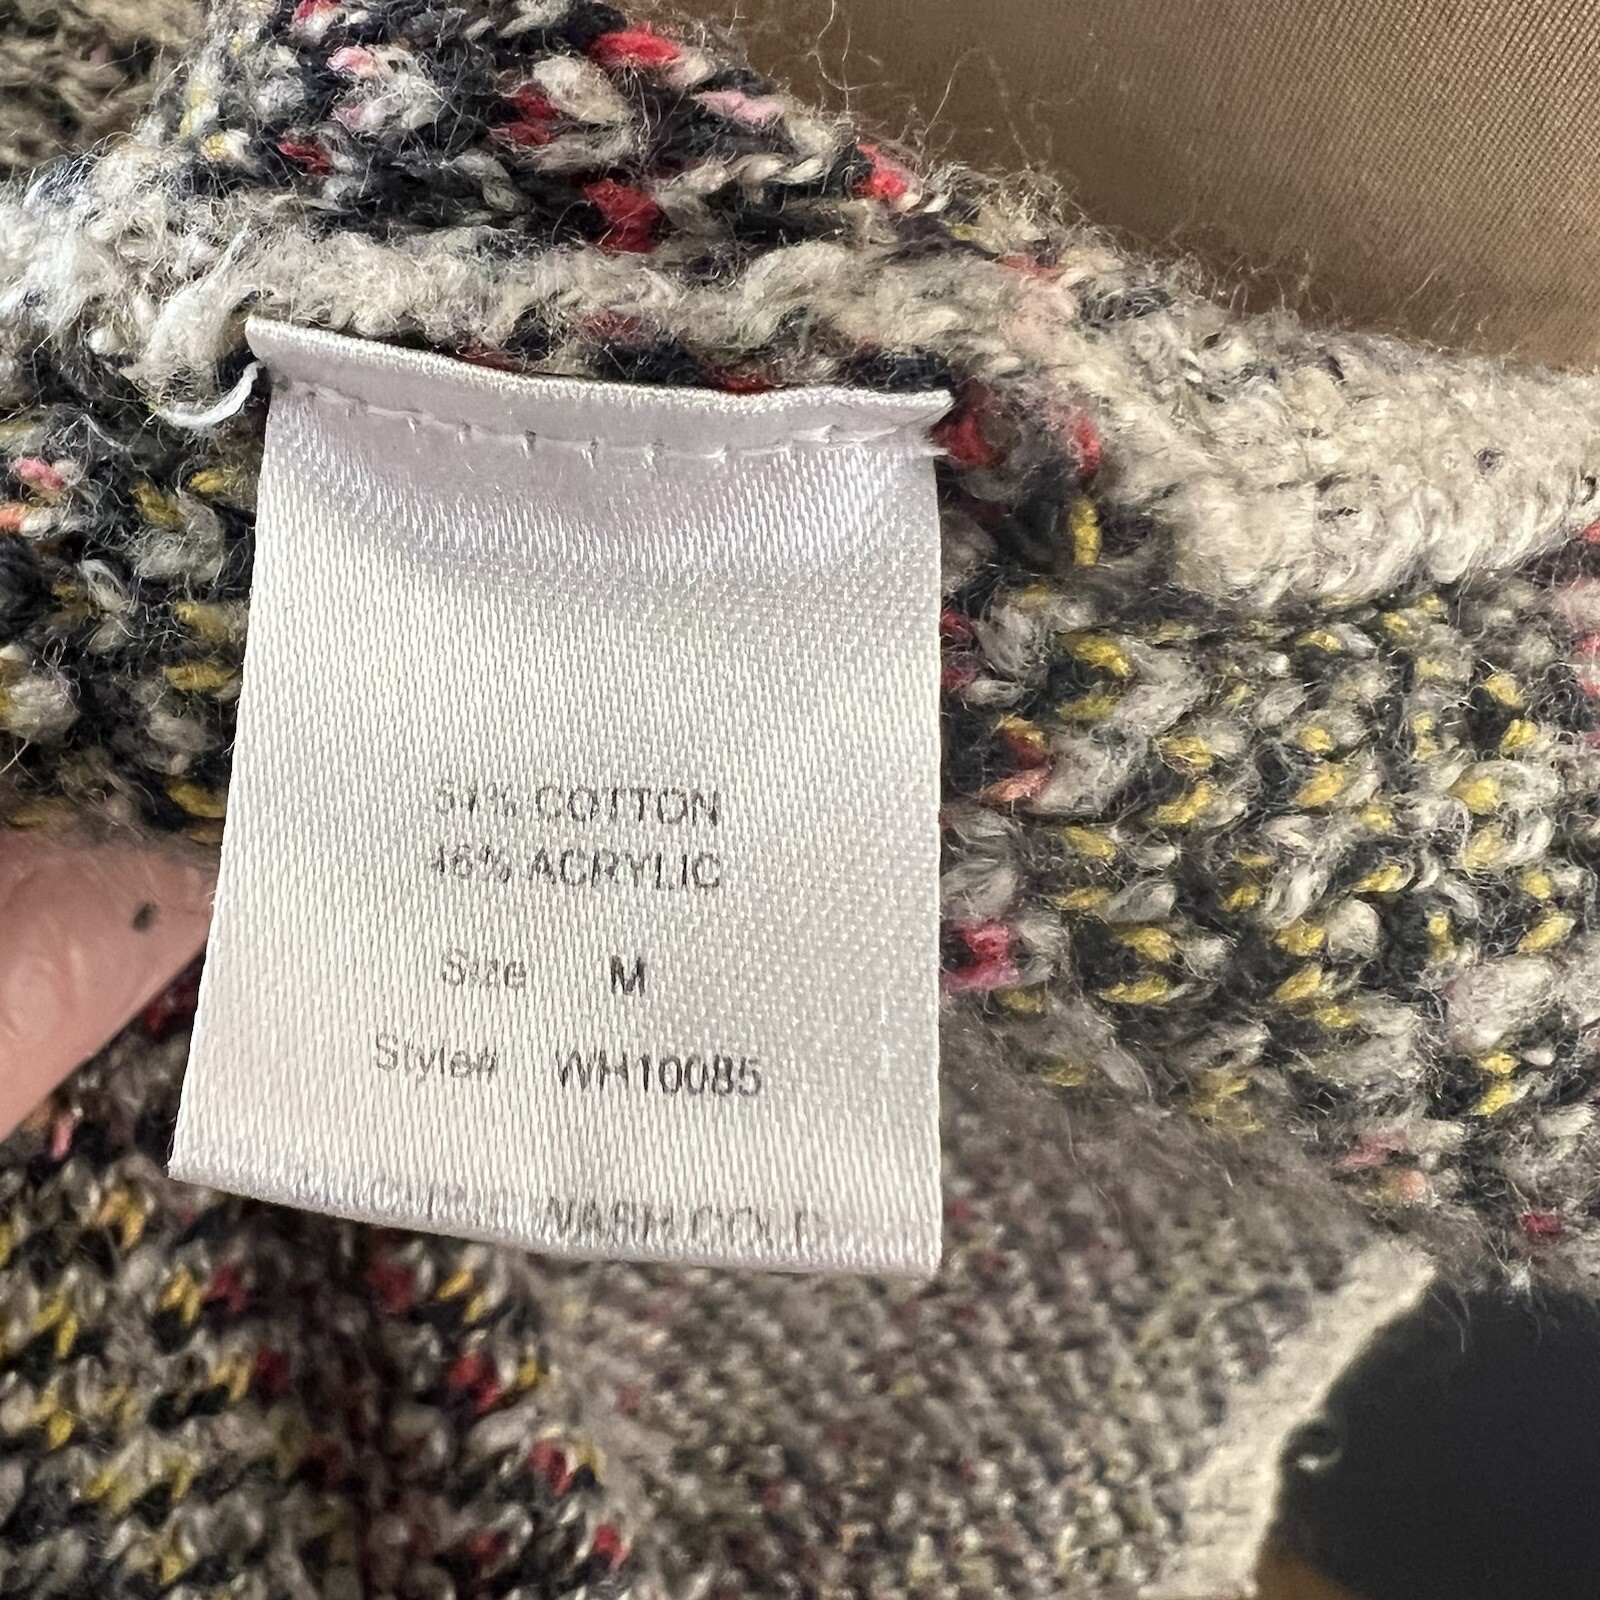 COTTON
ACRYLIC
Size M
Style# WH10085